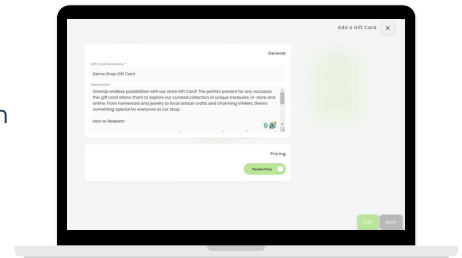 n
Add a Gift Card
General
Gift Card Nickname *
Demo Shop Gift Card
Description
Unwrap endless possibilities with our store Gift Card! The perfect present for any occasion,
this gift card allows them to explore our curated collection of unique treasures, in-store and
online. From homeware and jewelry to local artisan crafts and charming trinkets, there's
something special for everyone at our shop.
How to Redeem:
Pricing
Flexible Price
Add
Back